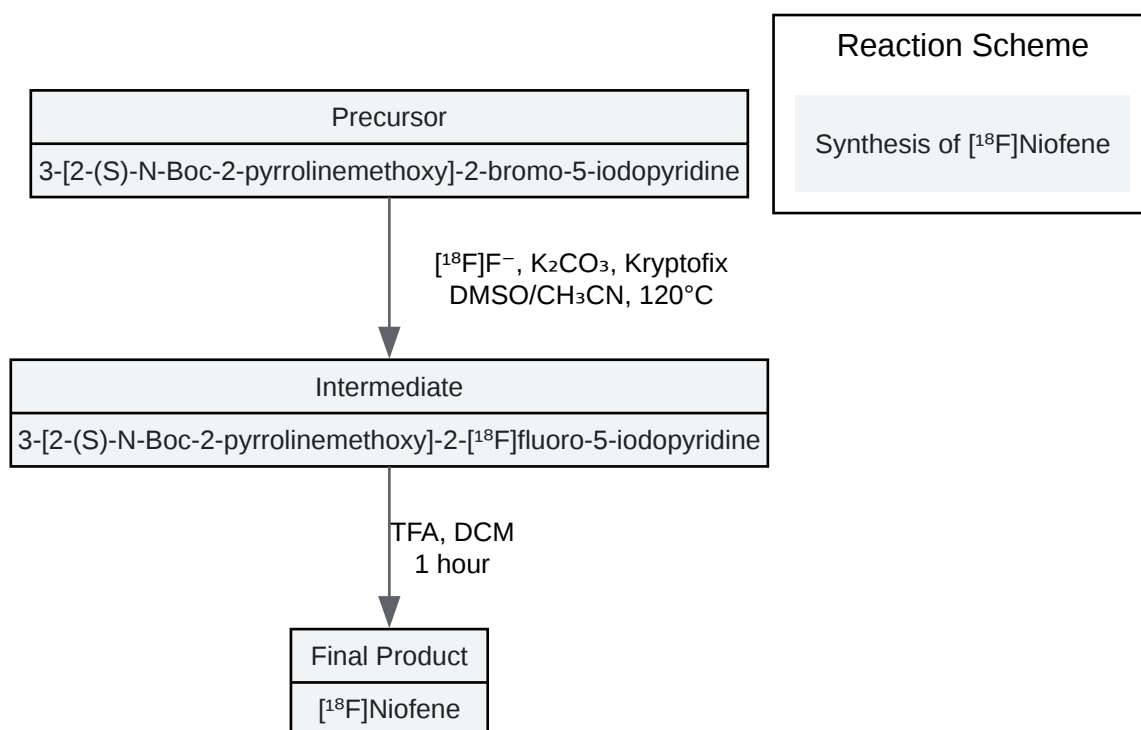 Reaction Scheme
Synthesis of [¹⁸F]Niofene
Precursor
3-[2-(S)-N-Boc-2-pyrrolinemethoxy]-2-bromo-5-iodopyridine
[¹⁸F]F⁻, K₂CO₃, Kryptofix
DMSO/CH₃CN, 120°C
Intermediate
3-[2-(S)-N-Boc-2-pyrrolinemethoxy]-2-[¹⁸F]fluoro-5-iodopyridine
TFA, DCM
1 hour
Final Product
[¹⁸F]Niofene